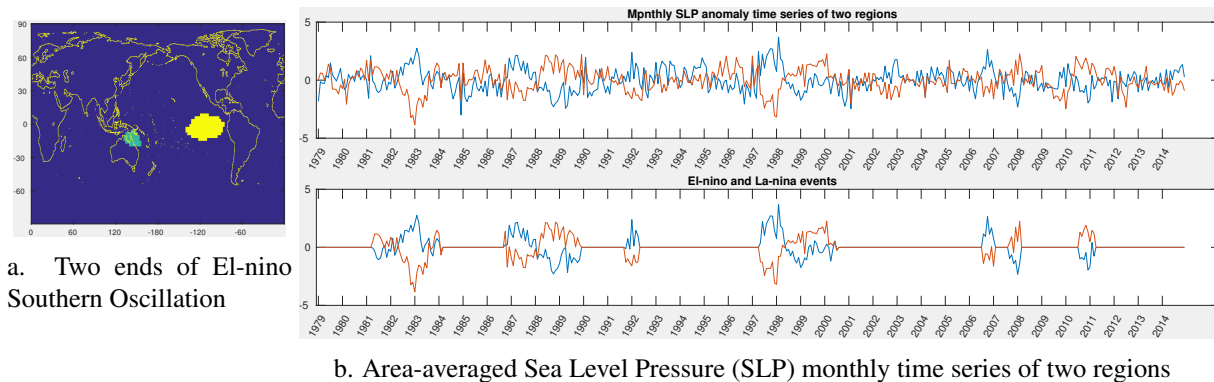 90
60
30
0
-30
-60
0 60 120 -180 -120 -60
a. Two ends of El-nino
Southern Oscillation
Mpnthly SLP anomaly time series of two regions
5
0
-5
1979 1980 1981 1982 1983 1984 1985 1986 1987 1988 1989 1990 1991 1992 1993 1994 1995 1996 1997 1998 1999 2000 2001 2002 2003 2004 2005 2006 2007 2008 2009 2010 2011 2012 2013 2014
El-nino and La-nina events
5
0
-5
1979 1980 1981 1982 1983 1984 1985 1986 1987 1988 1989 1990 1991 1992 1993 1994 1995 1996 1997 1998 1999 2000 2001 2002 2003 2004 2005 2006 2007 2008 2009 2010 2011 2012 2013 2014
b. Area-averaged Sea Level Pressure (SLP) monthly time series of two regions